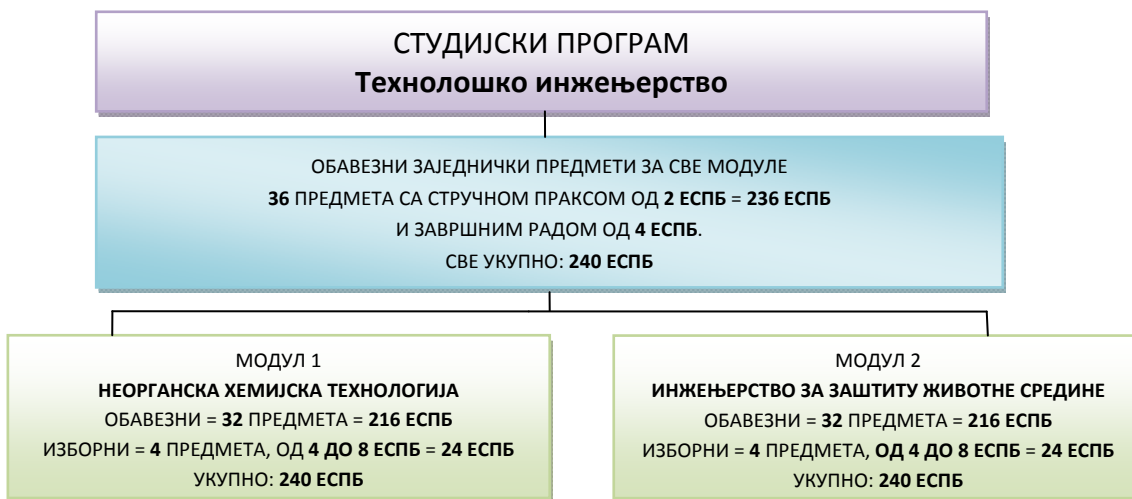 СТУДИЈСКИ ПРОГРАМ
Технолошко инжењерство
ОБАВЕЗНИ ЗАЈЕДНИЧКИ ПРЕДМЕТИ ЗА СВЕ МОДУЛЕ
36 ПРЕДМЕТА СА СТРУЧНОМ ПРАКСОМ ОД 2 ЕСПБ = 236 ЕСПБ
И ЗАВРШНИМ РАДОМ ОД 4 ЕСПБ.
СВЕ УКУПНО: 240 ЕСПБ
МОДУЛ 1
НЕОРГАНСКА ХЕМИЈСКА ТЕХНОЛОГИЈА
ОБАВЕЗНИ = 32 ПРЕДМЕТА = 216 ЕСПБ
ИЗБОРНИ = 4 ПРЕДМЕТА, ОД 4 ДО 8 ЕСПБ = 24 ЕСПБ
УКУПНО: 240 ЕСПБ
МОДУЛ 2
ИНЖЕЊЕРСТВО ЗА ЗАШТИТУ ЖИВОТНЕ СРЕДИНЕ
ОБАВЕЗНИ = 32 ПРЕДМЕТА = 216 ЕСПБ
ИЗБОРНИ = 4 ПРЕДМЕТА, ОД 4 ДО 8 ЕСПБ = 24 ЕСПБ
УКУПНО: 240 ЕСПБ